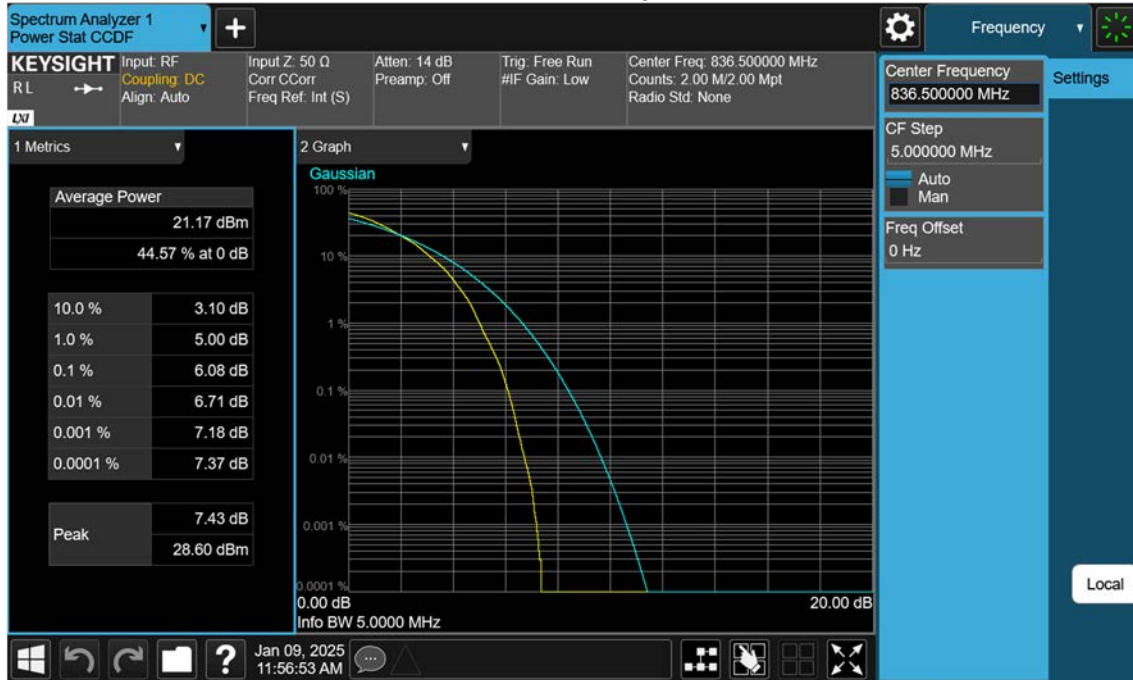 Spectrum Analyzer 1
Power Stat CCDF
Frequency
KEYSIGHT
RL
LXI
Input: RF
Coupling: DC
Align: Auto
Input Z: 50 Ω
Corr CCorr
Freq Ref: Int (S)
Atten: 14 dB
Preamp: Off
Trig: Free Run
#IF Gain: Low
Center Freq: 836.500000 MHz
Counts: 2.00 M/2.00 Mpt
Radio Std: None
Center Frequency
836.500000 MHz
Settings
CF Step
5.000000 MHz
Auto
Man
Freq Offset
0 Hz
1 Metrics
Average Power
21.17 dBm
44.57 % at 0 dB
10.0 % 3.10 dB
1.0 % 5.00 dB
0.1 % 6.08 dB
0.01 % 6.71 dB
0.001 % 7.18 dB
0.0001 % 7.37 dB
Peak
7.43 dB
28.60 dBm
2 Graph
Gaussian
100 %
10 %
1 %
0.1 %
0.01 %
0.001 %
0.0001 %
0.00 dB 20.00 dB
Info BW 5.0000 MHz
Local
?
Jan 09, 2025
11:56:53 AM